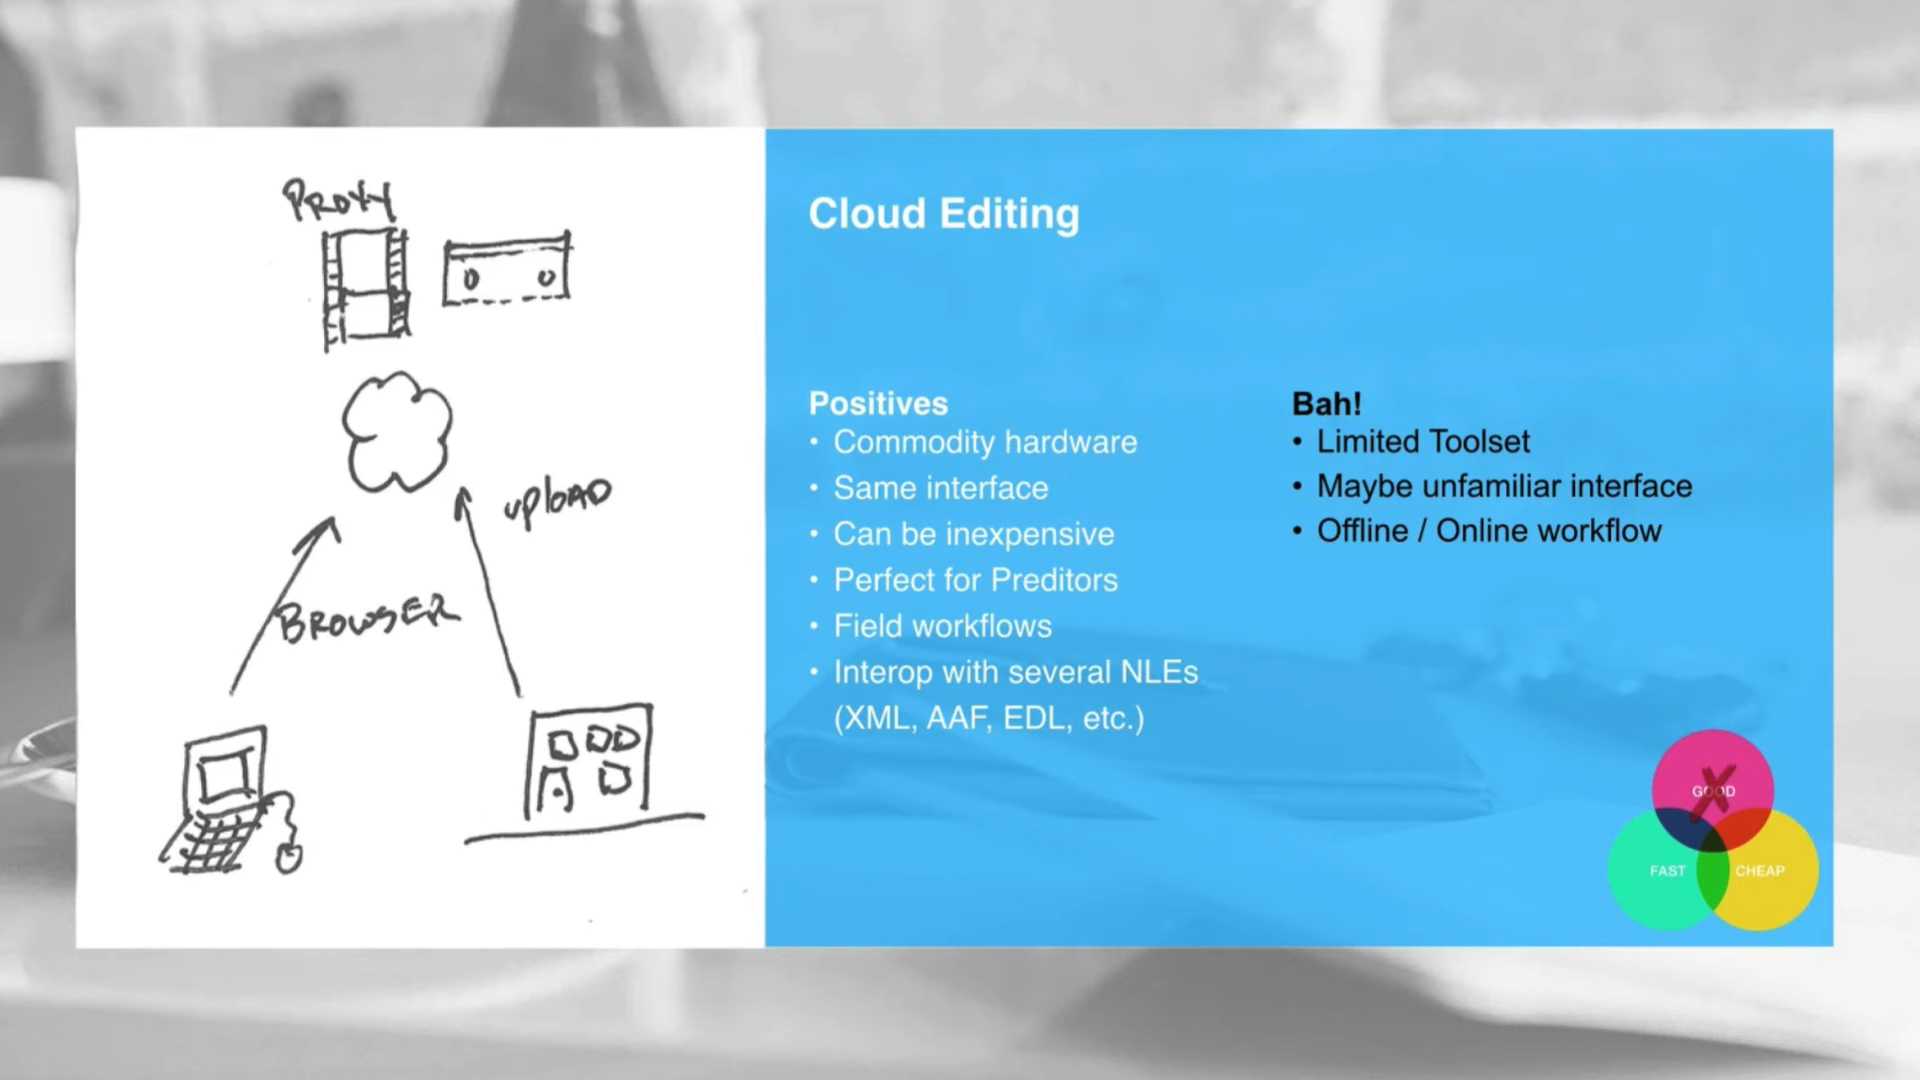 PROXY
UPLOAD
BROWSER
Cloud Editing
Positives
• Commodity hardware
• Same interface
• Can be inexpensive
• Perfect for Preditors
• Field workflows
• Interop with several NLEs
(XML, AAF, EDL, etc.)
Bah!
• Limited Toolset
• Maybe unfamiliar interface
• Offline / Online workflow
GOOD
FAST
CHEAP